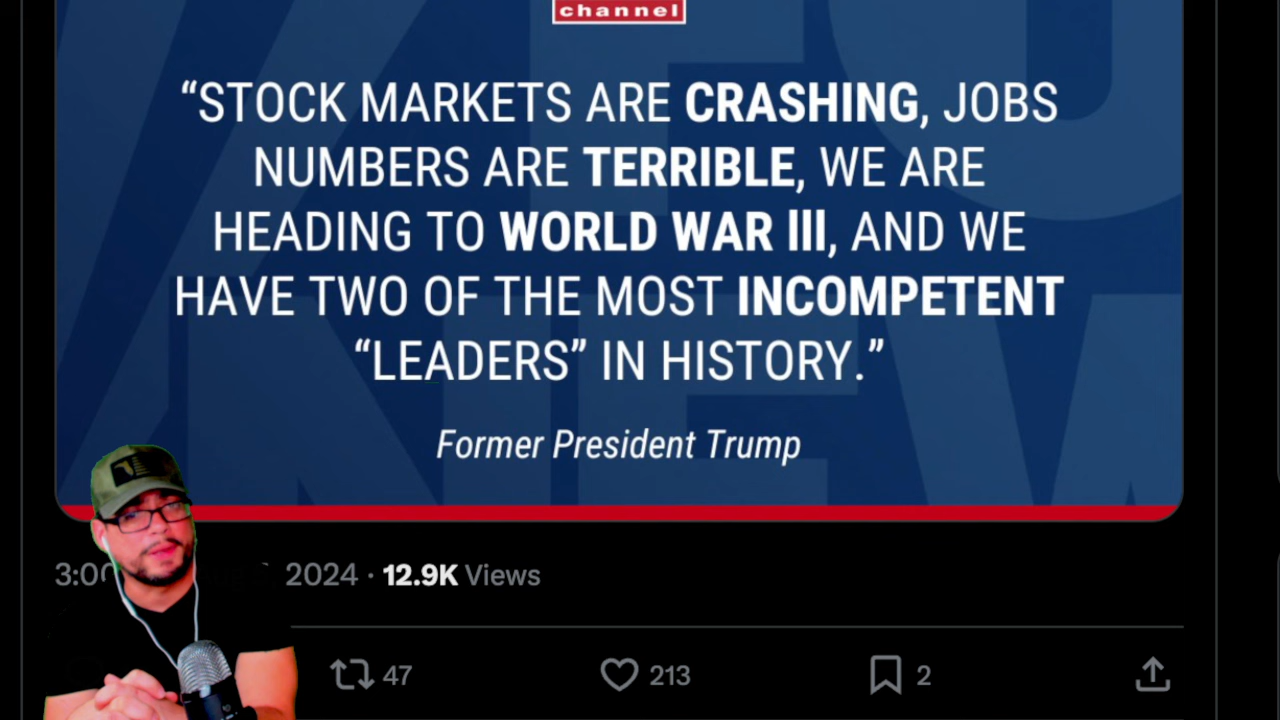 channel
“STOCK MARKETS ARE CRASHING, JOBS
NUMBERS ARE TERRIBLE, WE ARE
HEADING TO WORLD WAR III, AND WE
HAVE TWO OF THE MOST INCOMPETENT
“LEADERS” IN HISTORY.”
Former President Trump
2024 · 12.9K Views
47 213 2